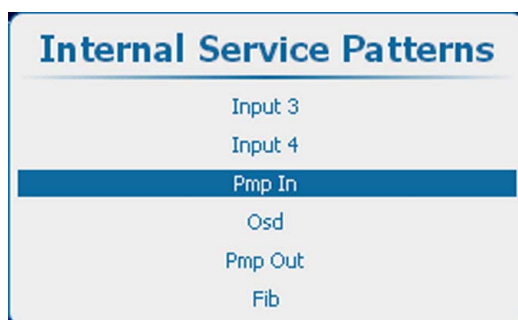 Internal Service Patterns
Input 3
Input 4
Pmp In
Osd
Pmp Out
Fib